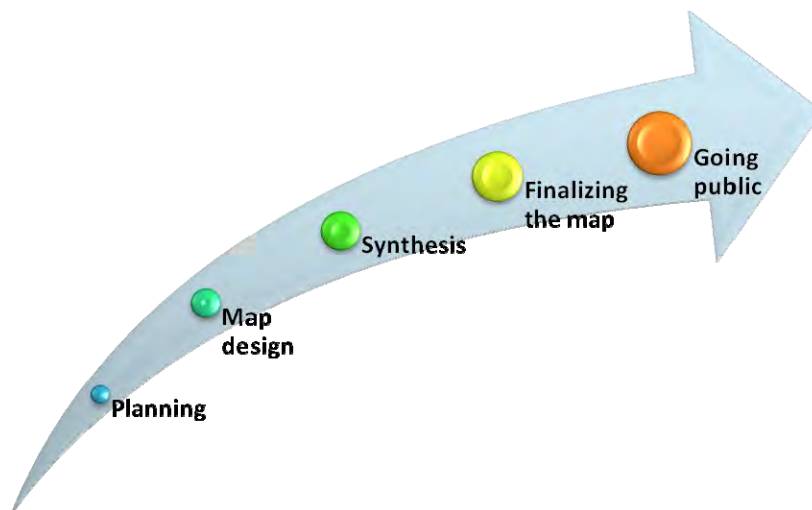 Planning
Map
design
Synthesis
Finalizing
the map
Going
public